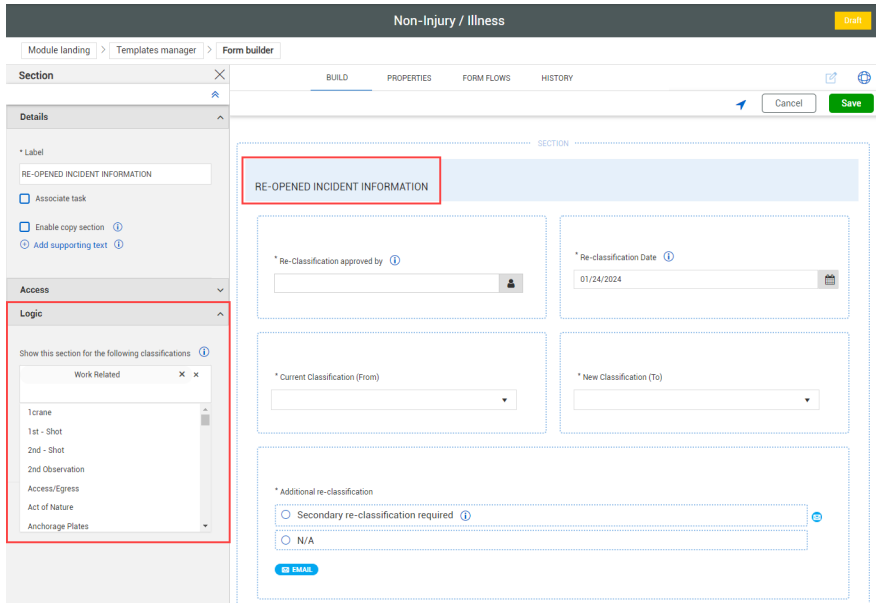 Non-Injury / Illness
Draft
Module landing > Templates manager > Form builder
Section
BUILD PROPERTIES FORM FLOWS HISTORY
Cancel Save
Details
* Label
RE-OPENED INCIDENT INFORMATION
Associate task
Enable copy section
Add supporting text
Access
Logic
Show this section for the following classifications
Work Related
1crane
1st - Shot
2nd - Shot
2nd Observation
Access/Egress
Act of Nature
Anchorage Plates
SECTION
RE-OPENED INCIDENT INFORMATION
* Re-Classification approved by
* Re-classification Date
01/24/2024
* Current Classification (From)
* New Classification (To)
* Additional re-classification
Secondary re-classification required
N/A
EMAIL